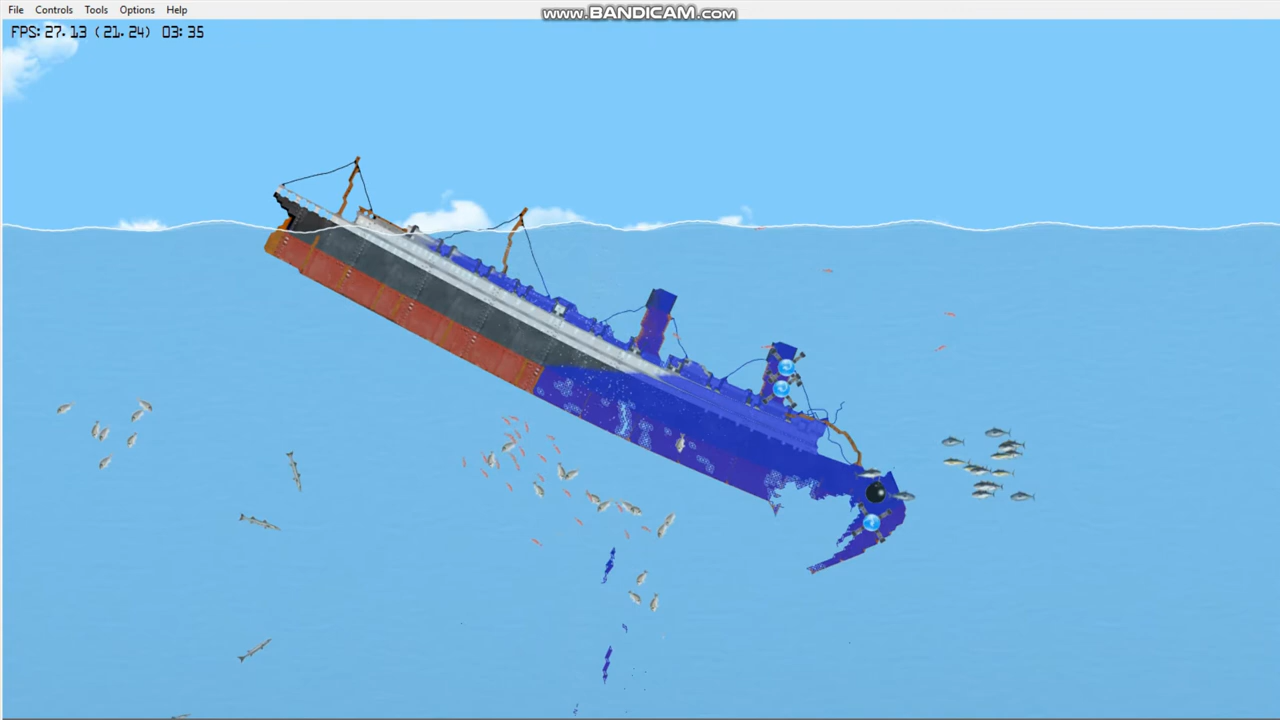 File Controls Tools Options Help
www.BANDICAM.com
FPS: 27.13 (21.24) 03:35